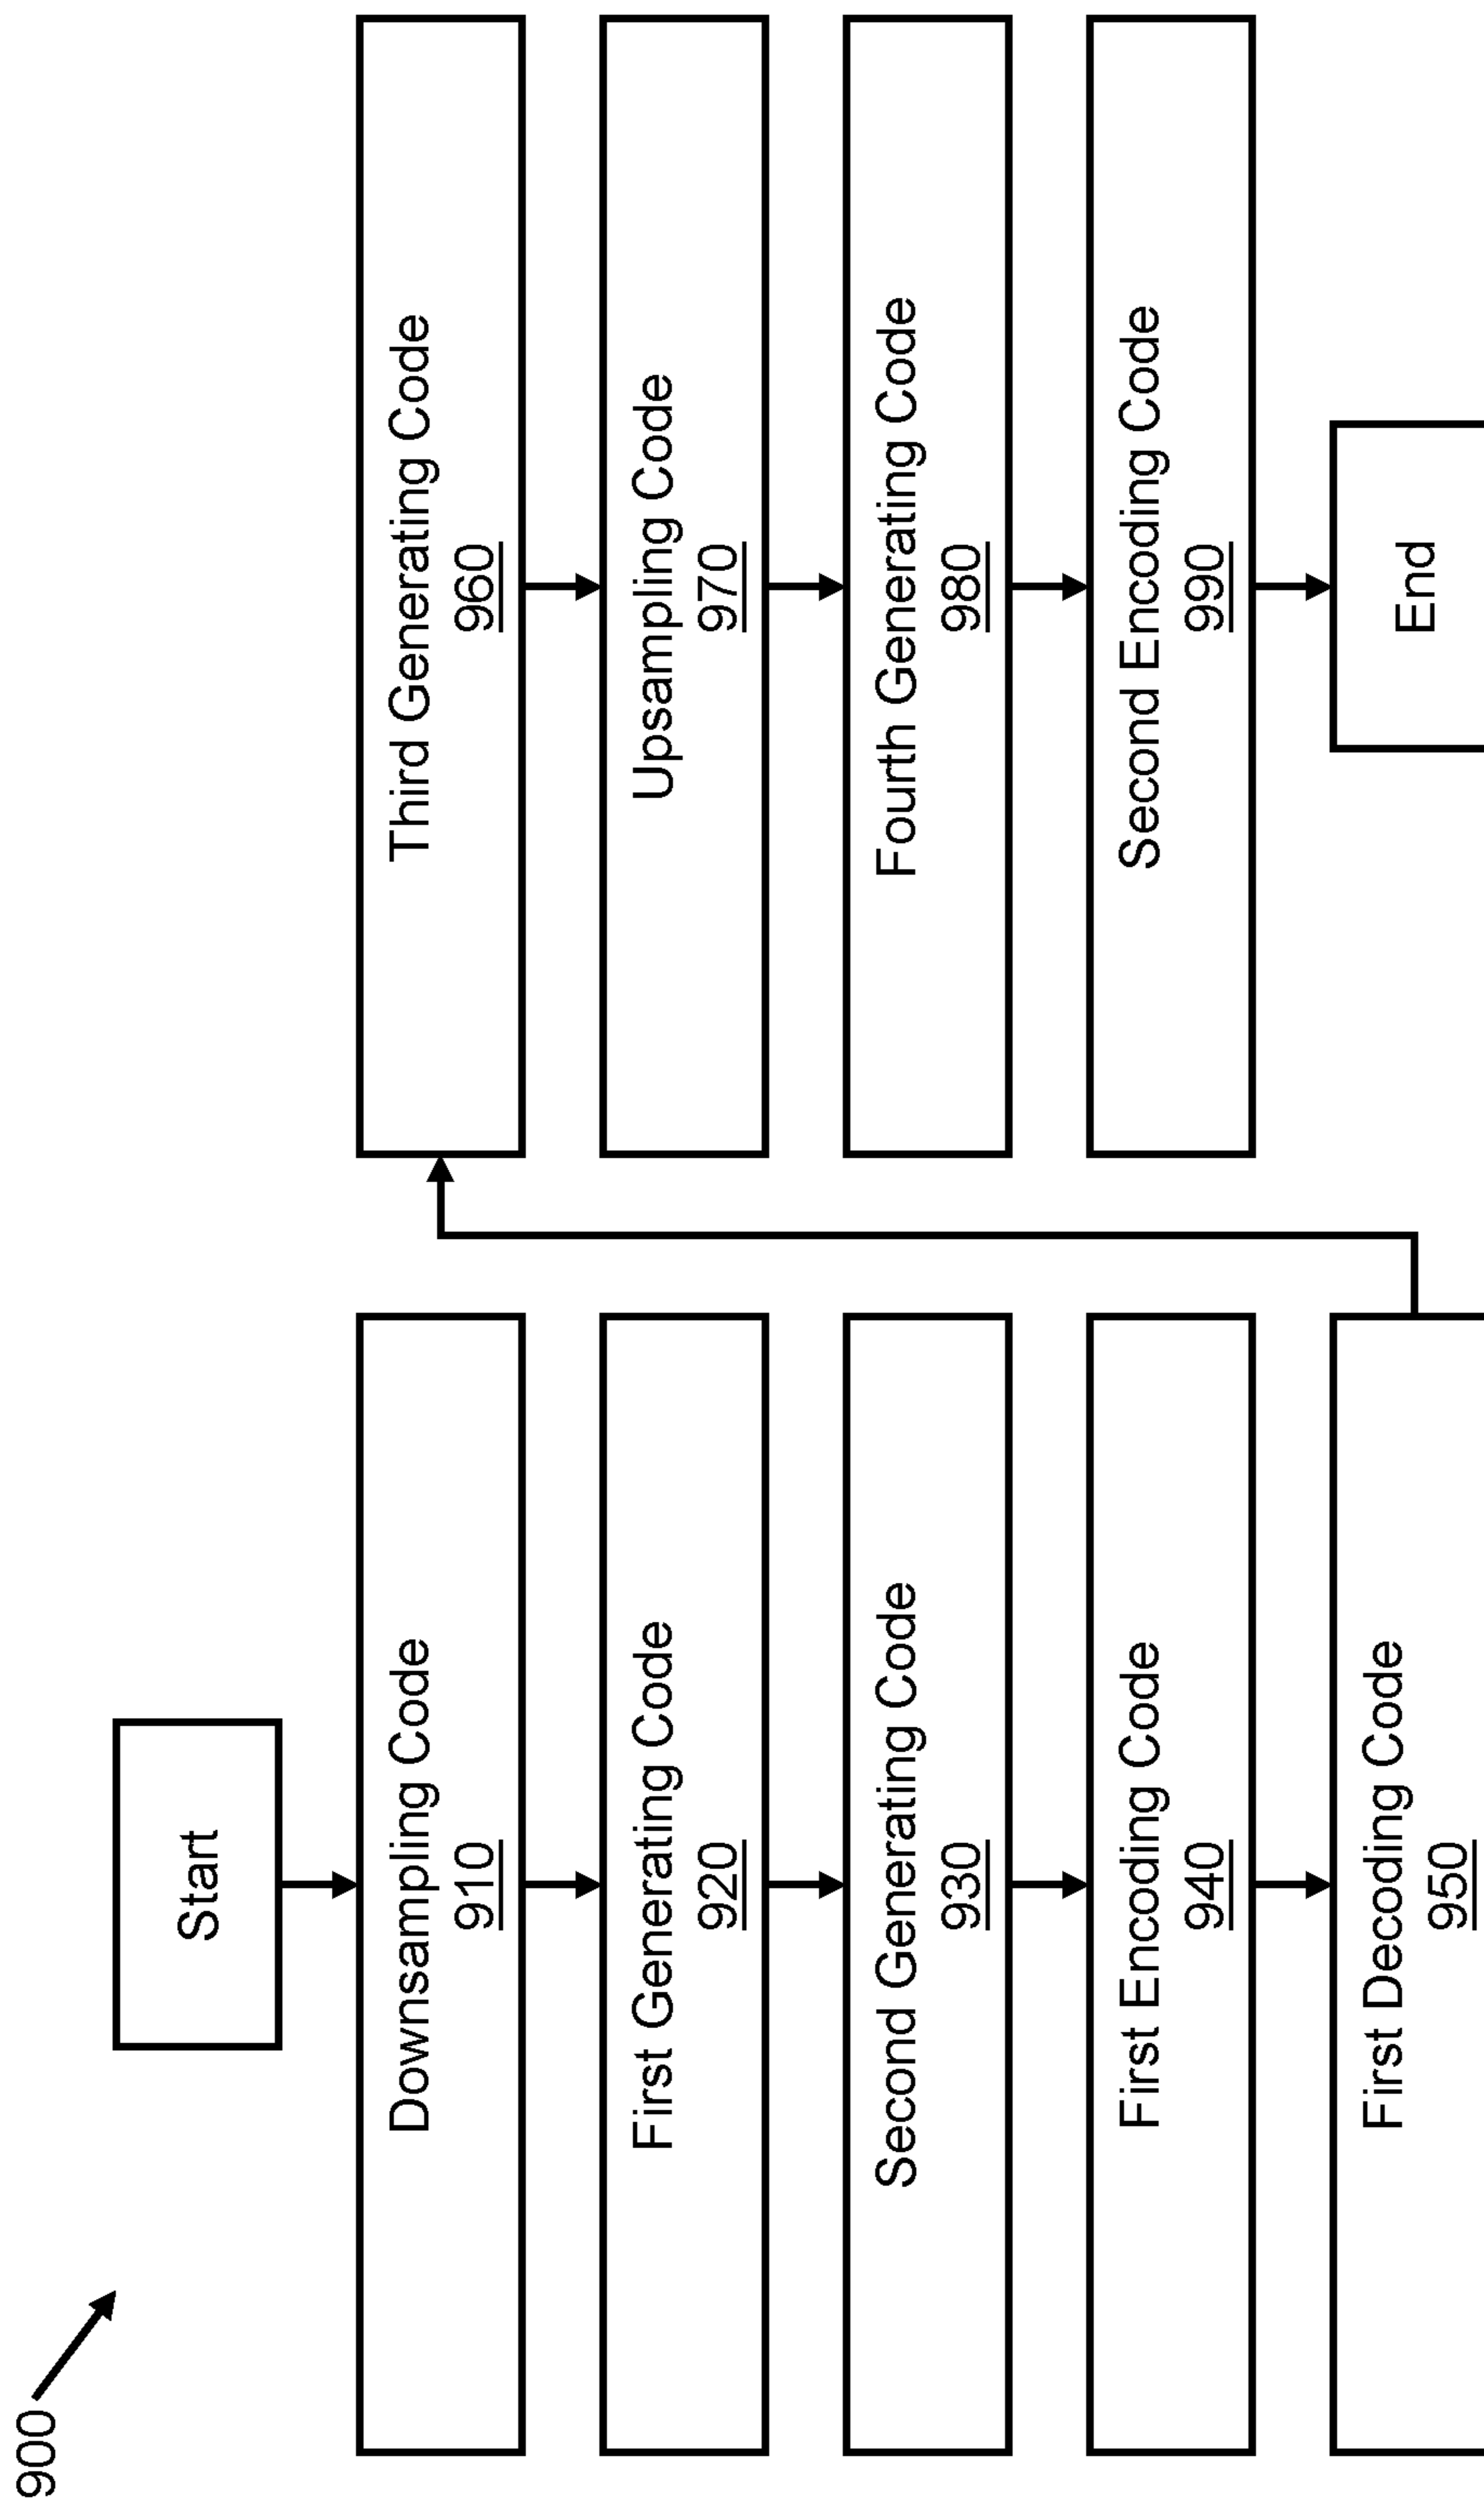 900
Start
Downsampling Code
910
First Generating Code
920
Second Generating Code
930
First Encoding Code
940
First Decoding Code
950
Third Generating Code
960
Upsampling Code
970
Fourth Generating Code
980
Second Encoding Code
990
End